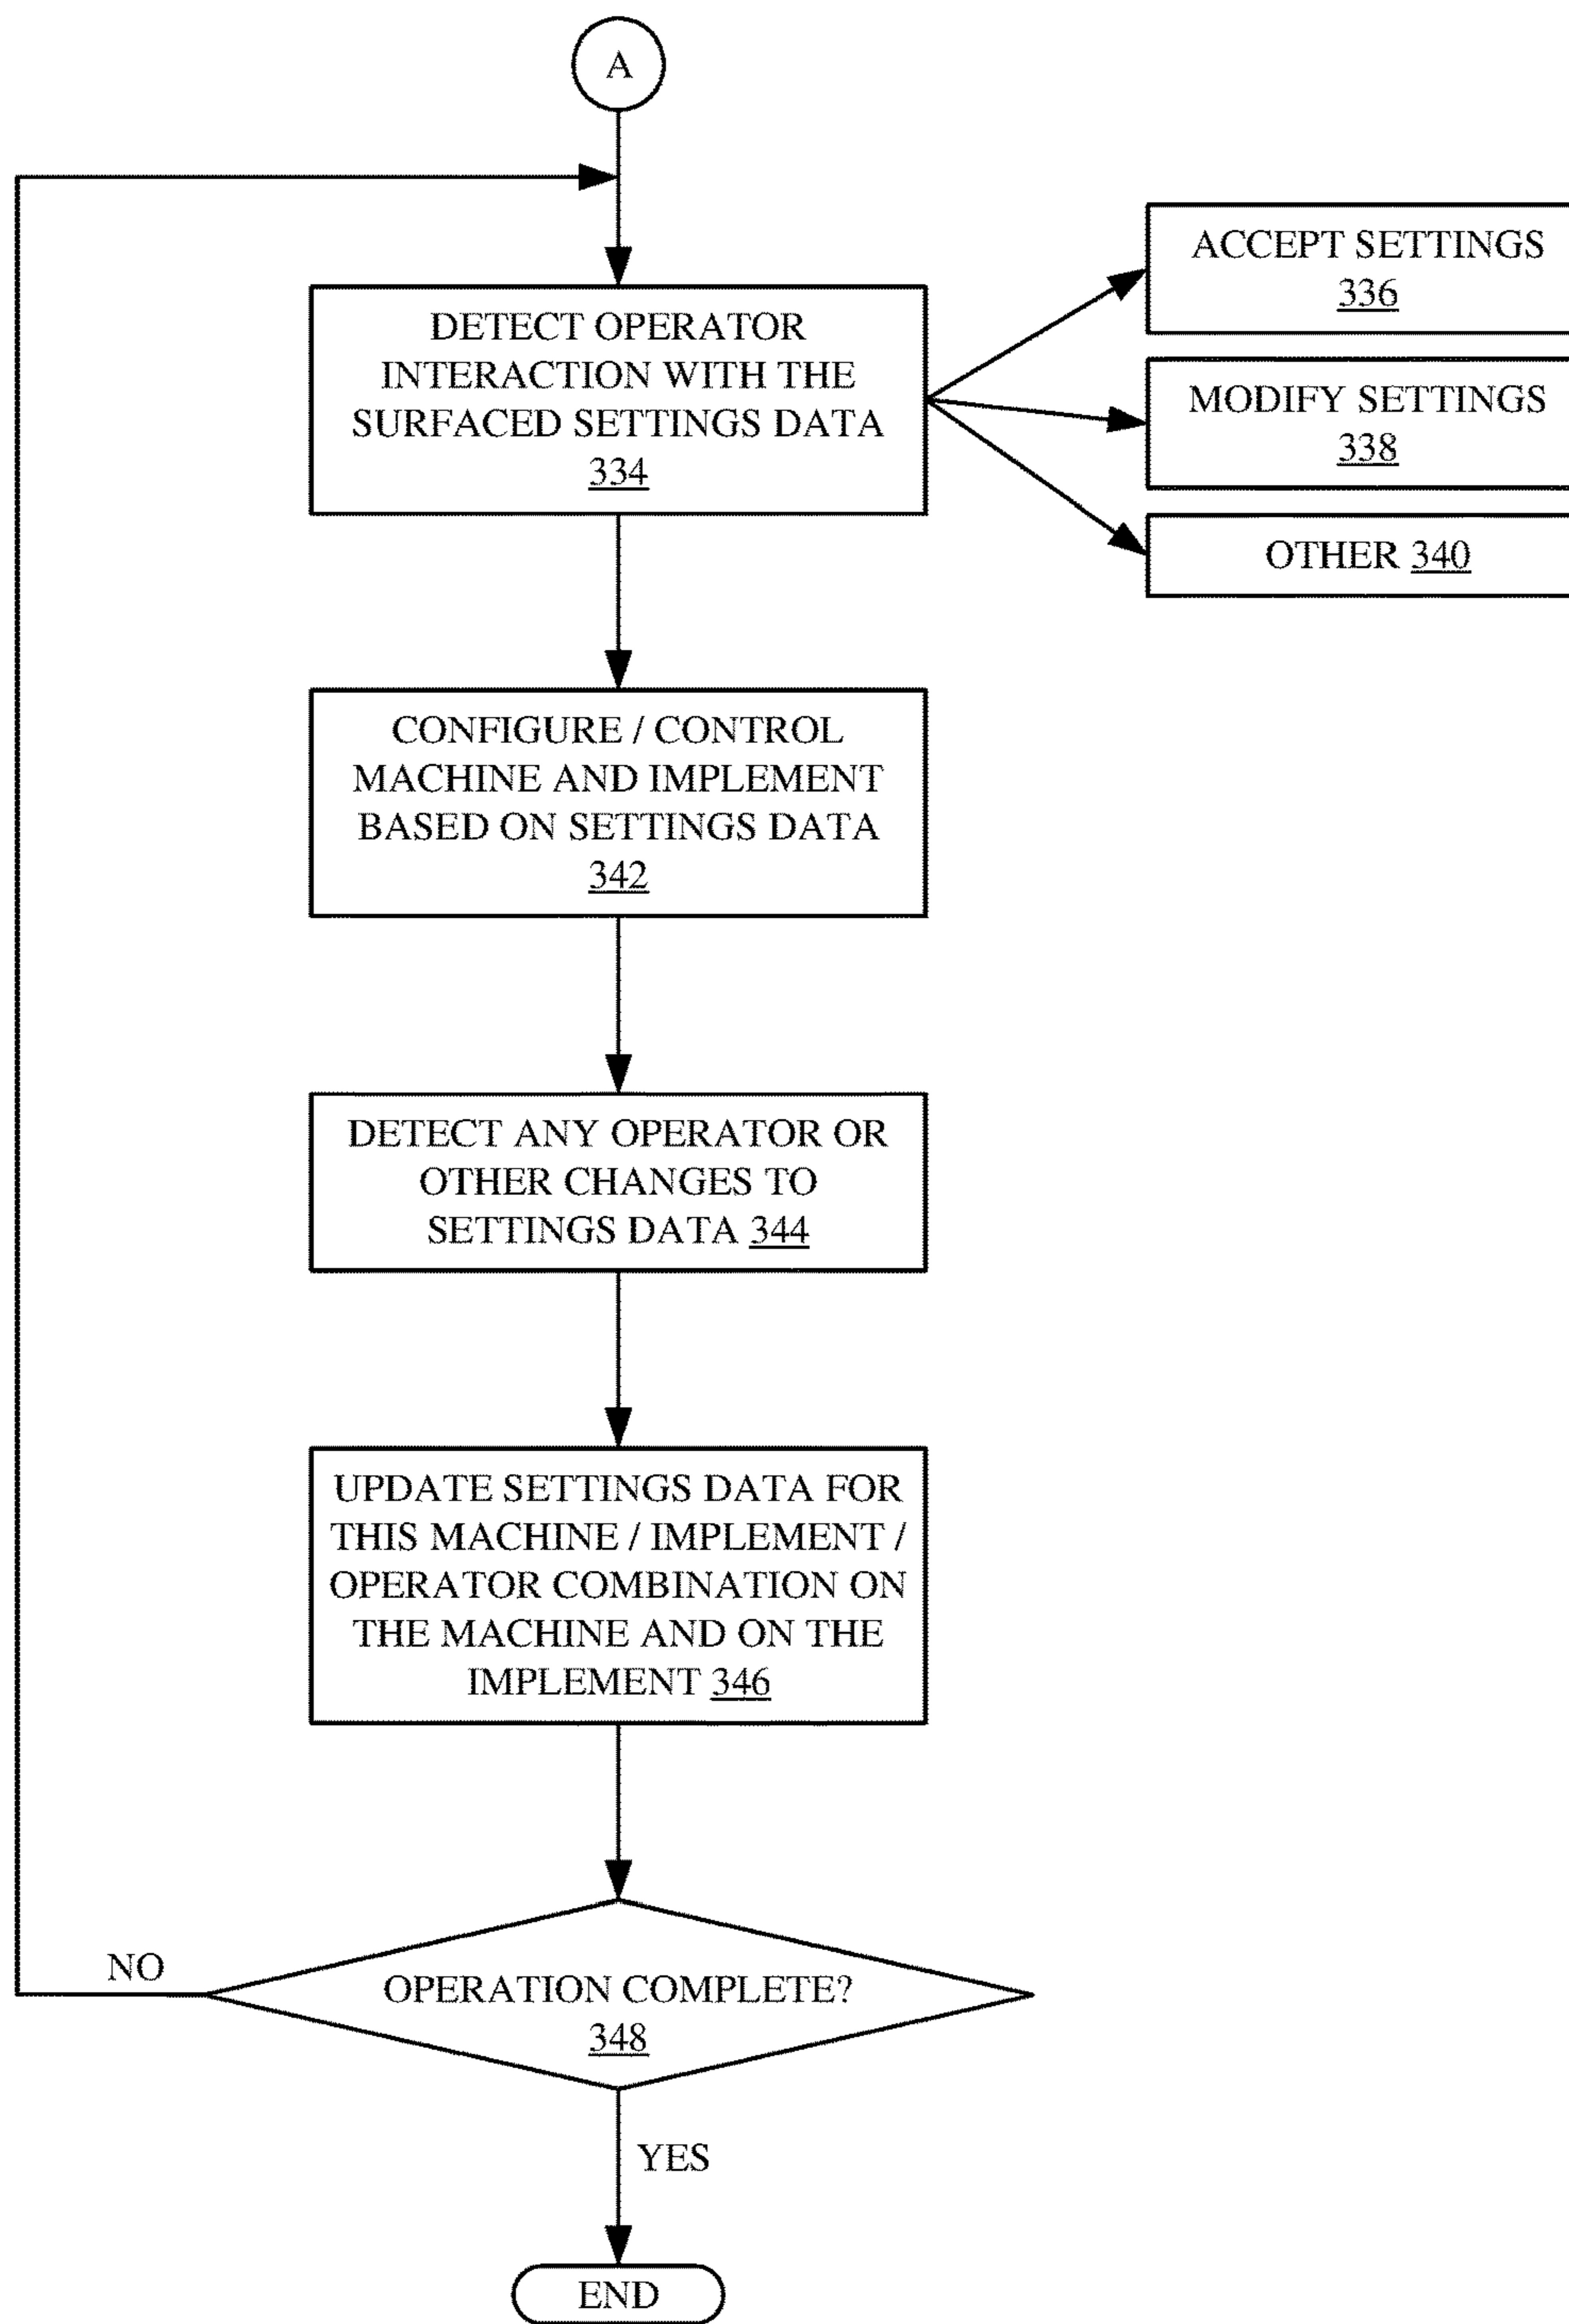 A
DETECT OPERATOR
INTERACTION WITH THE
SURFACED SETTINGS DATA
334
ACCEPT SETTINGS
336
MODIFY SETTINGS
338
OTHER 340
CONFIGURE / CONTROL
MACHINE AND IMPLEMENT
BASED ON SETTINGS DATA
342
DETECT ANY OPERATOR OR
OTHER CHANGES TO
SETTINGS DATA 344
UPDATE SETTINGS DATA FOR
THIS MACHINE / IMPLEMENT /
OPERATOR COMBINATION ON
THE MACHINE AND ON THE
IMPLEMENT 346
NO
OPERATION COMPLETE?
348
YES
END